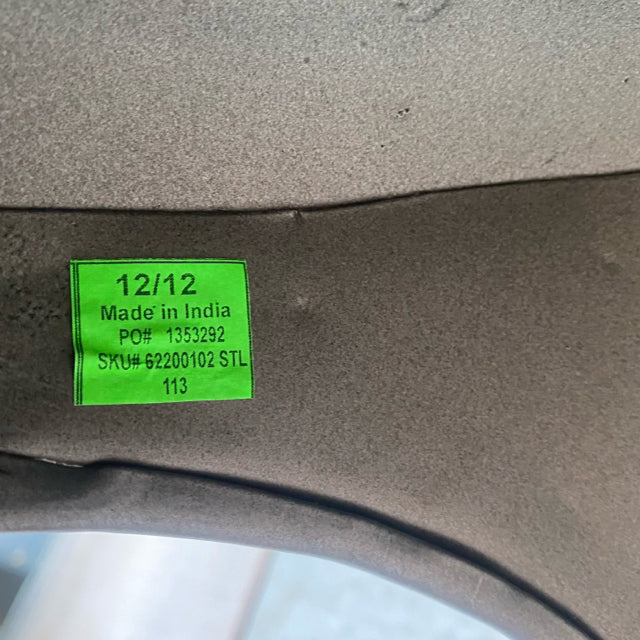 12/12
Made in India
PO# 1353292
SKU# 62200102 STL
113